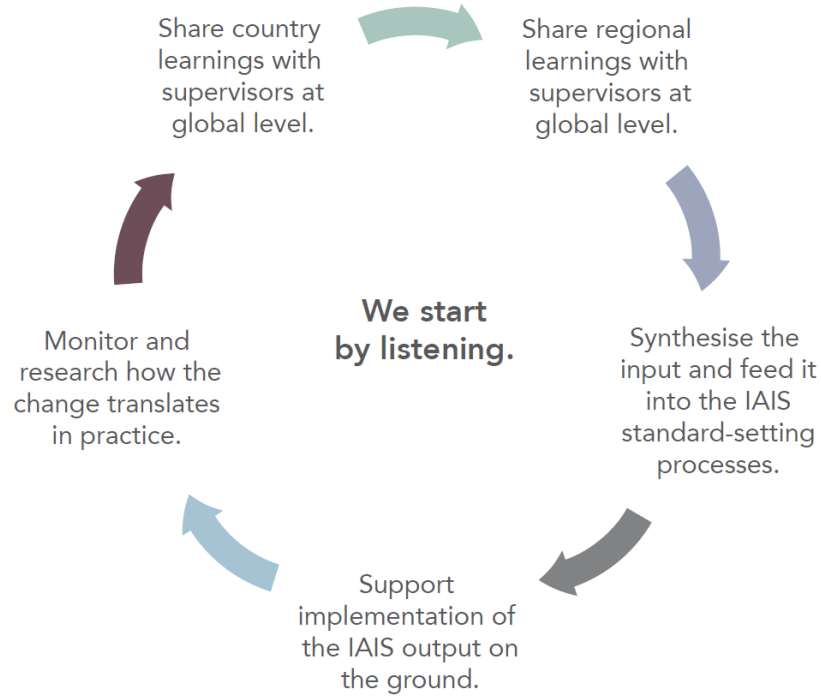 Share country
learnings with
supervisors at
global level.
Share regional
learnings with
supervisors at
global level.
Synthesise the
input and feed it
into the IAIS
standard-setting
processes.
Support
implementation of
the IAIS output on
the ground.
Monitor and
research how the
change translates
in practice.
We start
by listening.